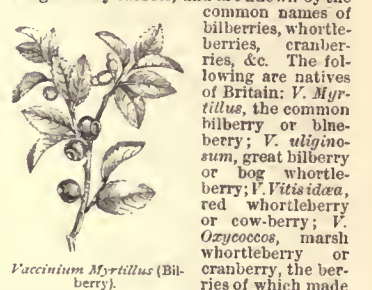 common names of
bilberries, whortle-
berries, cranber-
ries, &c. The fol-
lowing are natives
of Britain: V. Myr-
tillus, the common
bilberry or blue-
berry; V. uligino-
sum, great bilberry
or bog whortle-
berry; V. Vitis idæa,
red whortleberry
or cow-berry; V.
Oxycoccos, marsh
whortleberry or
cranberry, the ber-
ries of which made
Vaccinium Myrtillus (Bil-
berry).